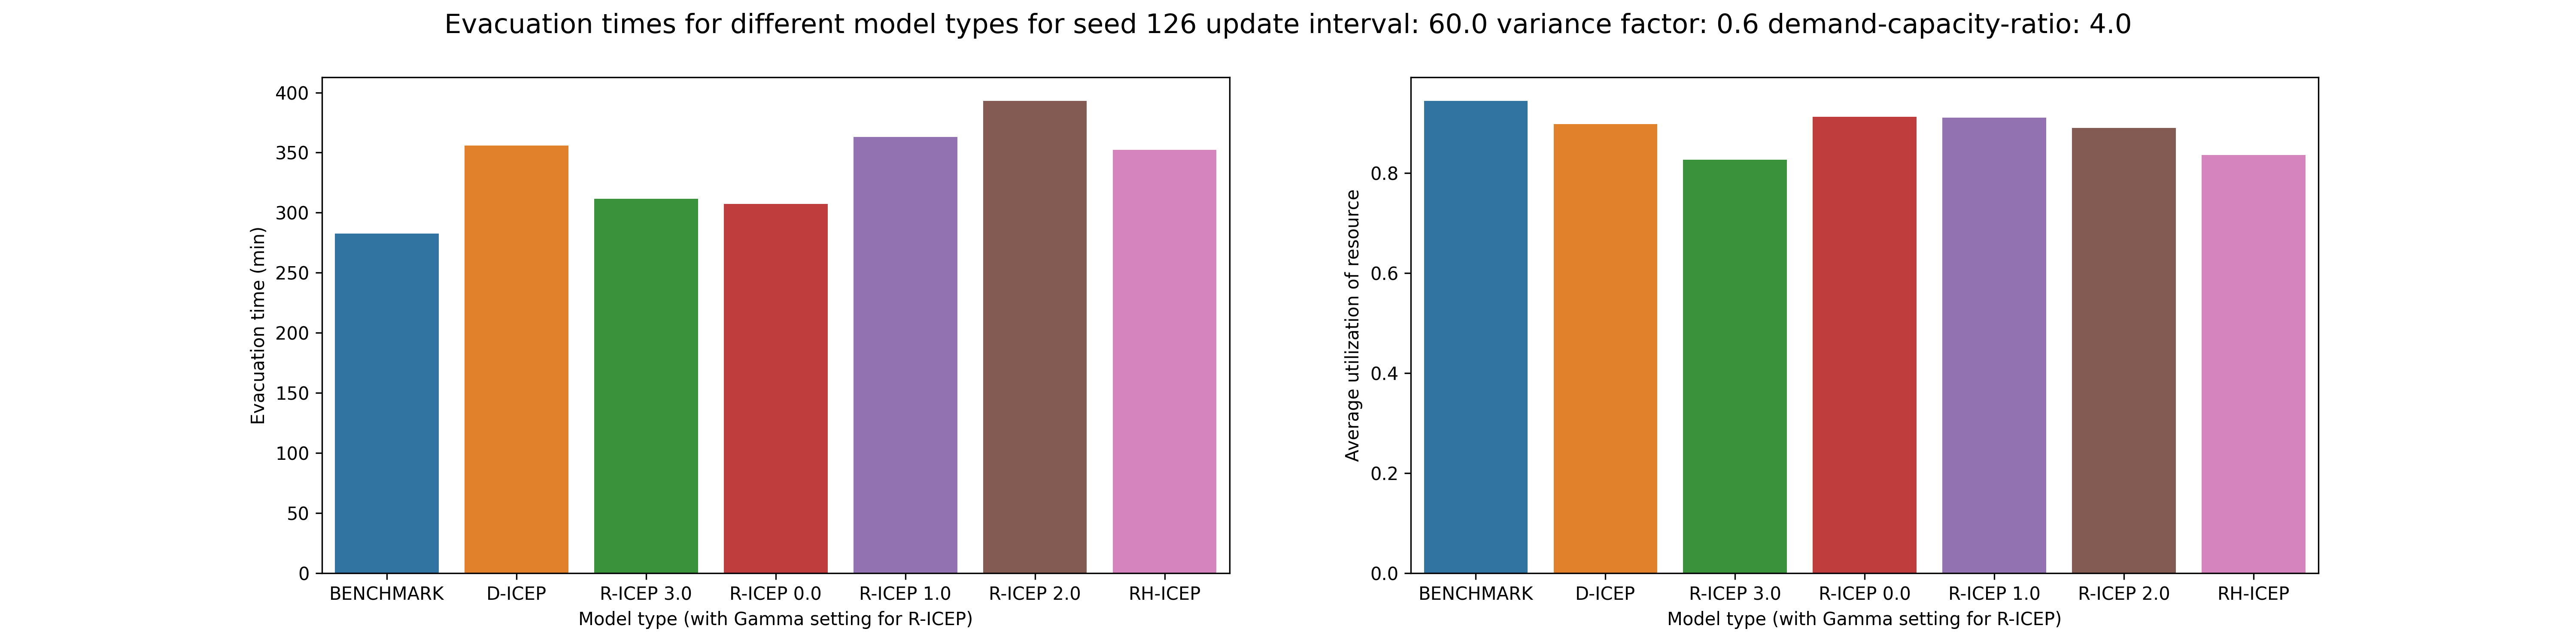 Evacuation times for different model types for seed 126 update interval: 60.0 variance factor: 0.6 demand-capacity-ratio: 4.0
Evacuation time (min)
400
350
300
250
200
150
100
50
0
BENCHMARK D-ICEP R-ICEP 3.0 R-ICEP 0.0 R-ICEP 1.0 R-ICEP 2.0 RH-ICEP
Model type (with Gamma setting for R-ICEP)
Average utilization of resource
0.8
0.6
0.4
0.2
0.0
BENCHMARK D-ICEP R-ICEP 3.0 R-ICEP 0.0 R-ICEP 1.0 R-ICEP 2.0 RH-ICEP
Model type (with Gamma setting for R-ICEP)